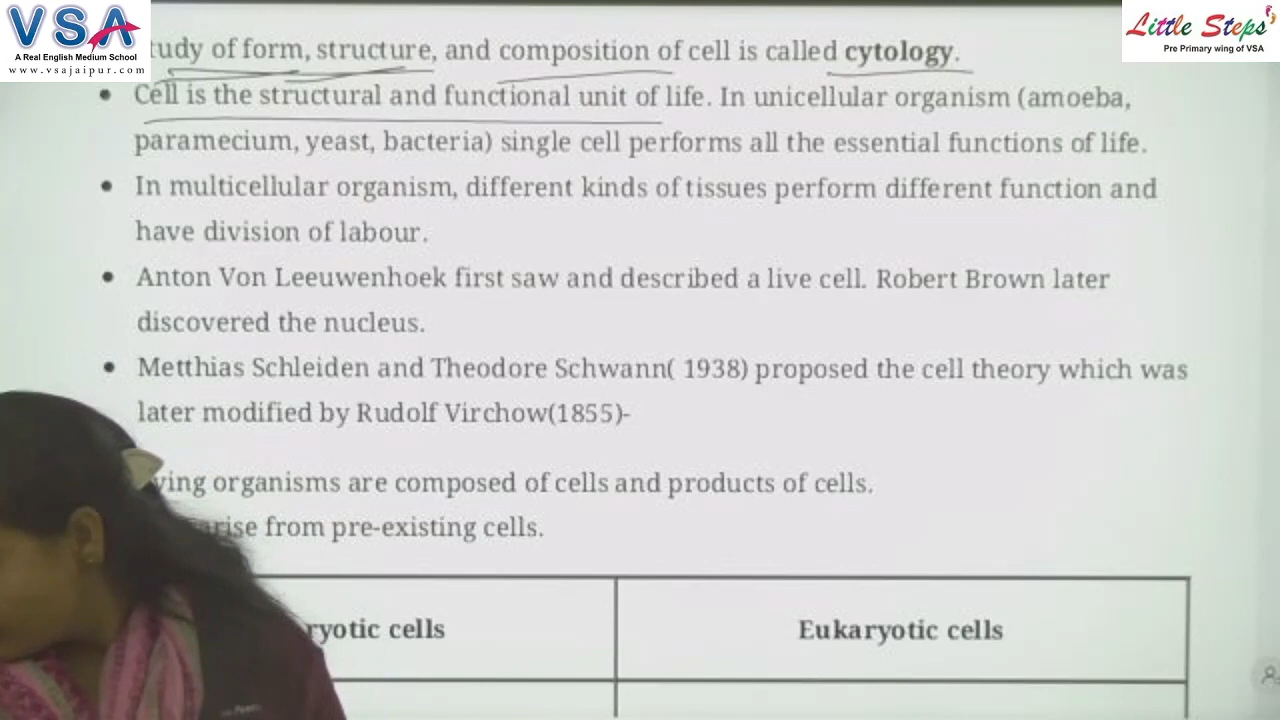 VSA
A Real English Medium School
www.vsajaipur.com
Little Steps
Pre Primary wing of VSA
tudy of form, structure, and composition of cell is called cytology.
• Cell is the structural and functional unit of life. In unicellular organism (amoeba,
paramecium, yeast, bacteria) single cell performs all the essential functions of life.
• In multicellular organism, different kinds of tissues perform different function and
have division of labour.
• Anton Von Leeuwenhoek first saw and described a live cell. Robert Brown later
discovered the nucleus.
• Metthias Schleiden and Theodore Schwann( 1938) proposed the cell theory which was
later modified by Rudolf Virchow(1855)-
ving organisms are composed of cells and products of cells.
arise from pre-existing cells.
ryotic cells
Eukaryotic cells